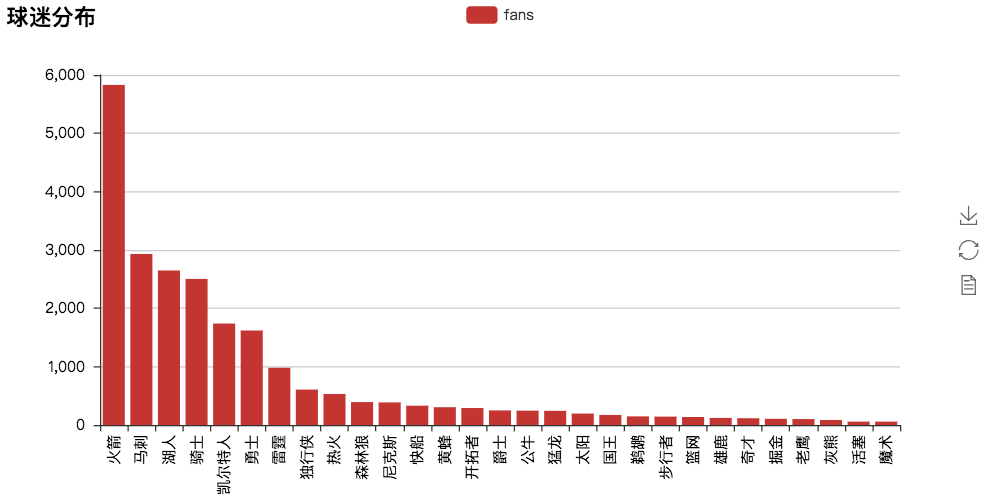 球迷分布
fans
6,000
5,000
4,000
3,000
2,000
1,000
0
火箭
马刺
湖人
骑士
凯尔特人
勇士
雷霆
独行侠
热火
森林狼
尼克斯
快船
黄蜂
开拓者
爵士
公牛
猛龙
太阳
国王
鹈鹕
步行者
篮网
雄鹿
奇才
掘金
老鹰
灰熊
活塞
魔术